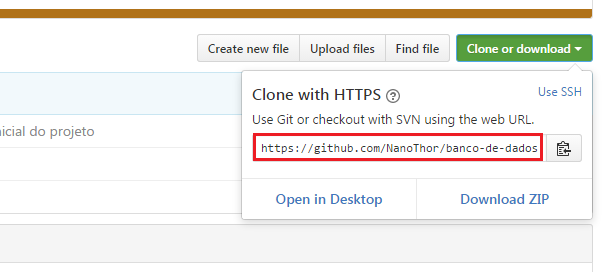 Create new file Upload files Find file Clone or download
Clone with HTTPS ? Use SSH
Use Git or checkout with SVN using the web URL.
icial do projeto
https://github.com/NanoThor/banco-de-dados
Open in Desktop Download ZIP